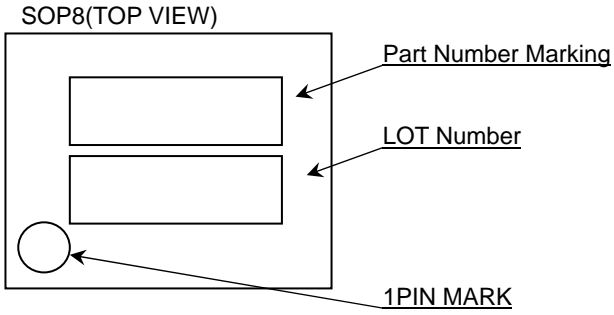 SOP8(TOP VIEW)
Part Number Marking
LOT Number
1PIN MARK